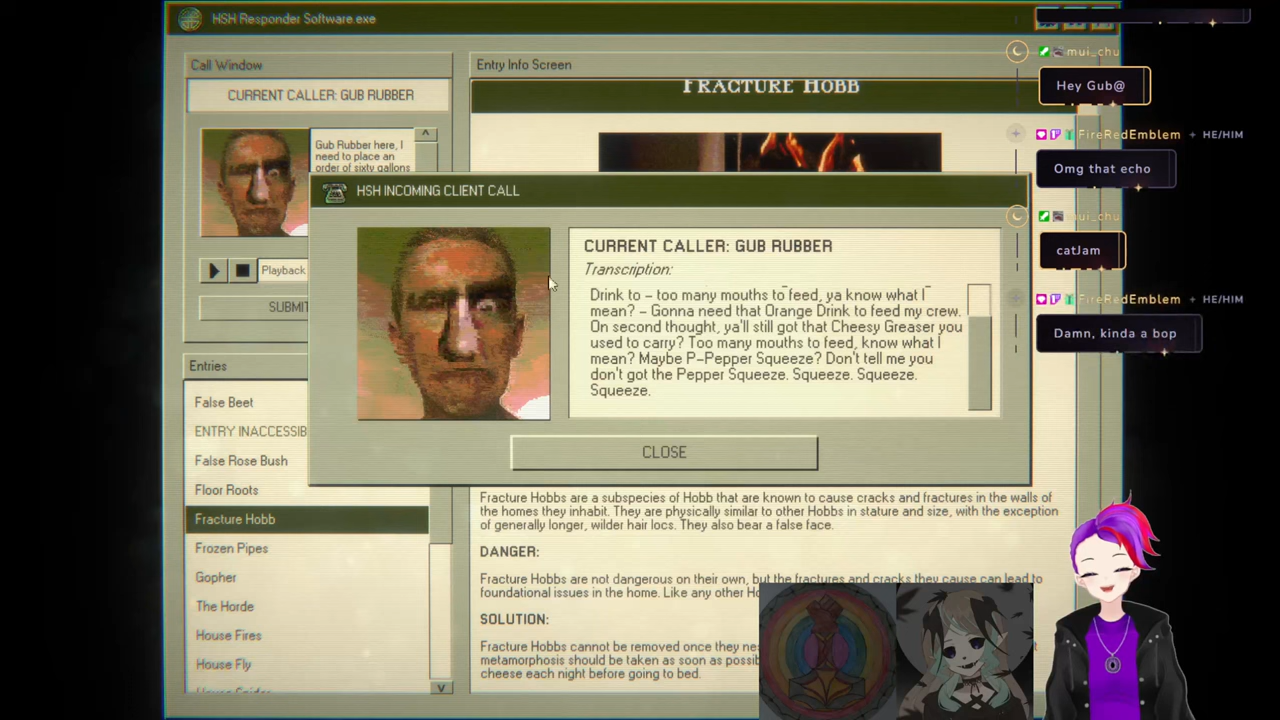 HSH Responder Software.exe
Call Window
CURRENT CALLER: GUB RUBBER
Gub Rubber here, I
need to place an
order of sixty gallons
Playback
SUBMIT
Entries
False Beet
ENTRY INACCESSIB
False Rose Bush
Floor Roots
Fracture Hobb
Frozen Pipes
Gopher
The Horde
House Fires
House Fly
House Spider
Entry Info Screen
FRACTURE HOBB
HSH INCOMING CLIENT CALL
CURRENT CALLER: GUB RUBBER
Transcription:
Drink to - too many mouths to feed, ya know what I
mean? - Gonna need that Orange Drink to feed my crew.
On second thought, ya'll still got that Cheesy Greaser you
used to carry? Too many mouths to feed, know what I
mean? Maybe P-Pepper Squeeze? Don't tell me you
don't got the Pepper Squeeze. Squeeze. Squeeze.
Squeeze.
CLOSE
Fracture Hobbs are a subspecies of Hobb that are known to cause cracks and fractures in the walls of
the homes they inhabit. They are physically similar to other Hobbs in stature and size, with the exception
of generally longer, wilder hair locs. They also bear a false face.
DANGER:
Fracture Hobbs are not dangerous on their own, but the fractures and cracks they cause can lead to
foundational issues in the home. Like any other
SOLUTION:
Fracture Hobbs cannot be removed once they
metamorphosis should be taken as soon as
cheese each night before going to bed.
mui_chu
Hey Gub@
FireRedEmblem + HE/HIM
Omg that echo
mui_chu
catJam
FireRedEmblem + HE/HIM
Damn, kinda a bop